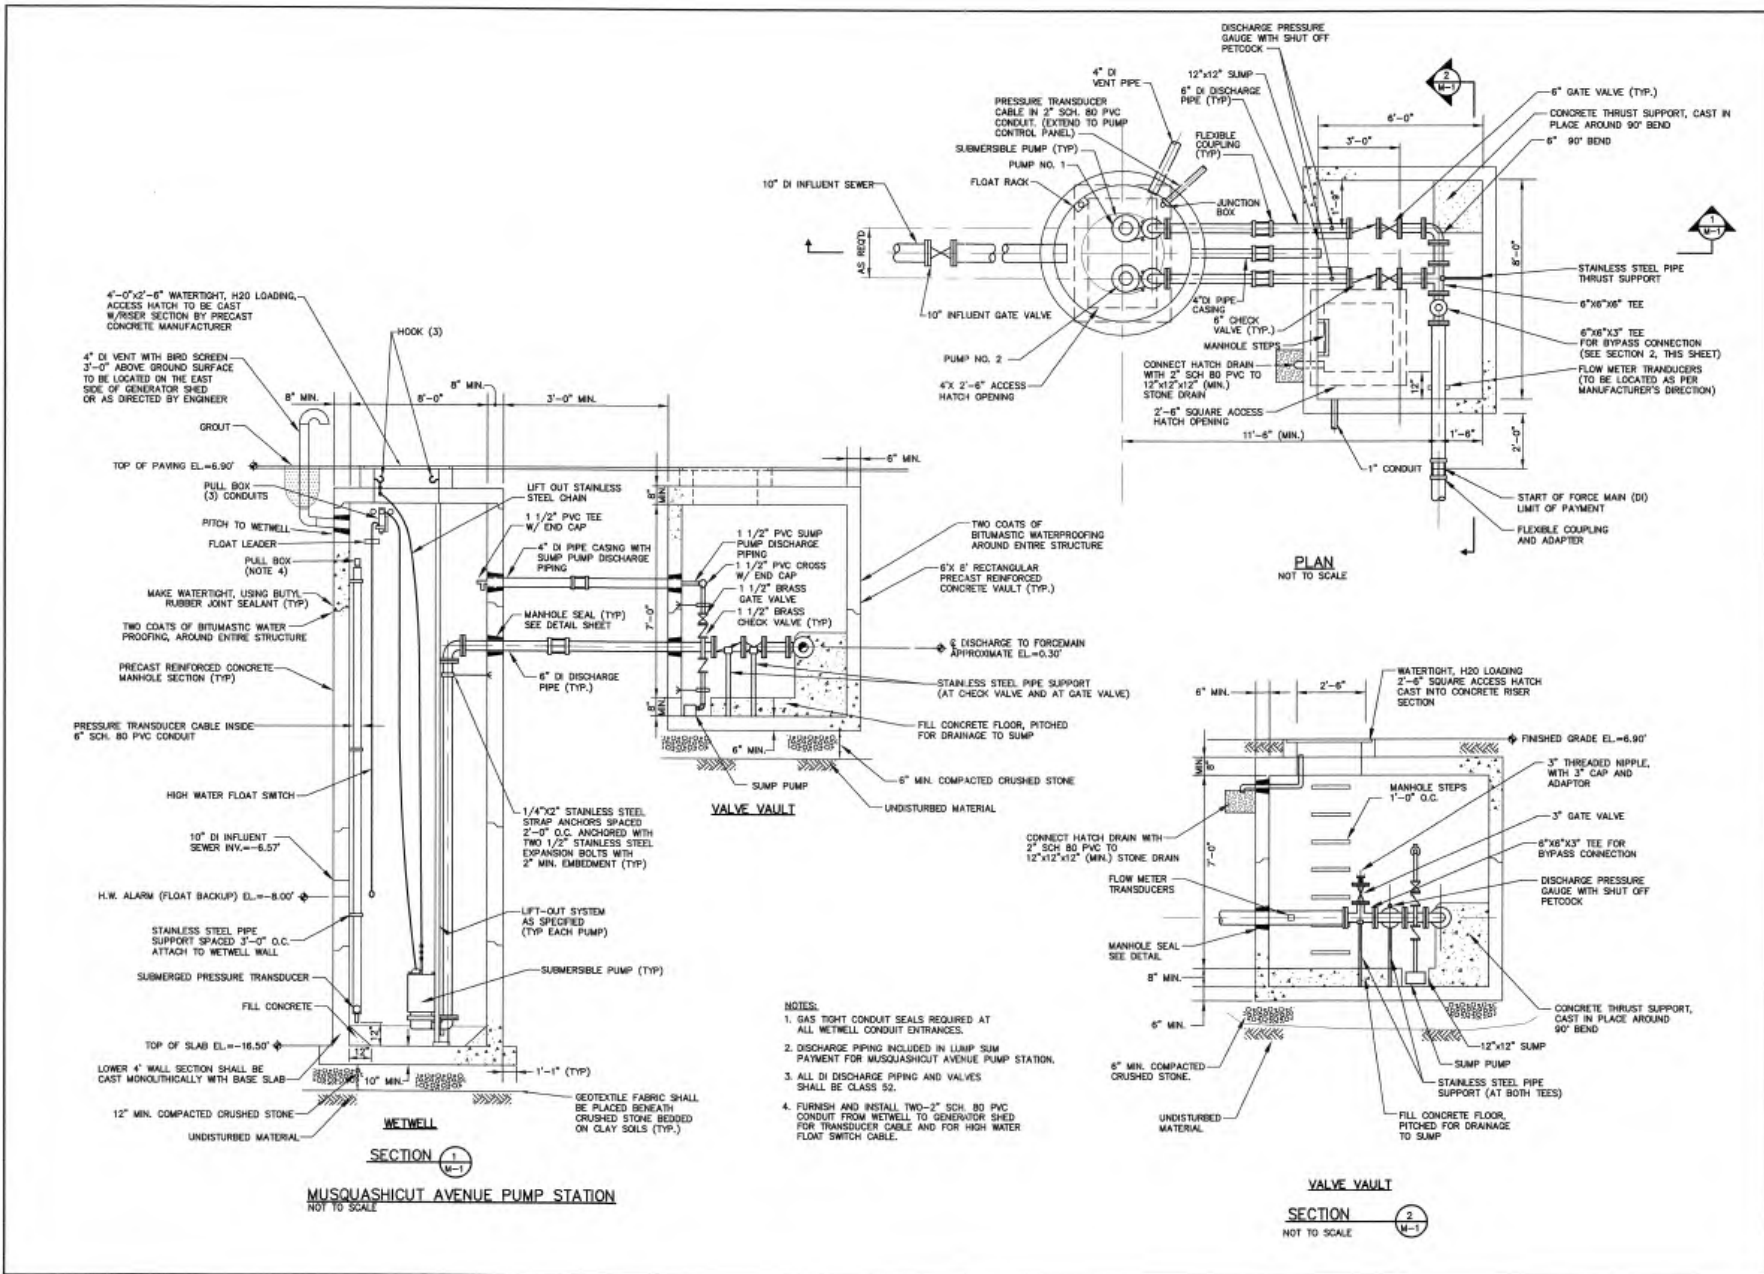 DISCHARGE PRESSURE
GAUGE WITH SHUT OFF
PETCOCK
4" DI
VENT PIPE
12"x12" SUMP
6" DI DISCHARGE
PIPE (TYP)
PRESSURE TRANSDUCER
CABLE IN 2" SCH. 80 PVC
CONDUIT. (EXTEND TO PUMP
CONTROL PANEL)
SUBMERSIBLE PUMP (TYP)
PUMP NO. 1
FLOAT RACK
FLEXIBLE
COUPLING
(TYP)
10" DI INFLUENT SEWER
JUNCTION
BOX
2
M-1
6" GATE VALVE (TYP.)
CONCRETE THRUST SUPPORT, CAST IN
PLACE AROUND 90° BEND
6" 90° BEND
6'-0"
3'-0"
1'-9"
8'-0"
1
M-1
AS REQ'D
STAINLESS STEEL PIPE
THRUST SUPPORT
6"X6"X6" TEE
10" INFLUENT GATE VALVE
4"DI PIPE
CASING
6" CHECK
VALVE (TYP.)
MANHOLE STEPS
6"X6"X3" TEE
FOR BYPASS CONNECTION
(SEE SECTION 2, THIS SHEET)
PUMP NO. 2
CONNECT HATCH DRAIN
WITH 2" SCH 80 PVC TO
12"x12"x12" (MIN.)
STONE DRAIN
12"
FLOW METER TRANDUCERS
(TO BE LOCATED AS PER
MANUFACTURER'S DIRECTION)
4'X 2'-6" ACCESS
HATCH OPENING
2'-6" SQUARE ACCESS
HATCH OPENING
11'-6" (MIN.)
1'-6"
2'-0"
1" CONDUIT
START OF FORCE MAIN (DI)
LIMIT OF PAYMENT
FLEXIBLE COUPLING
AND ADAPTER
PLAN
NOT TO SCALE
4'-0"x2'-6" WATERTIGHT, H20 LOADING,
ACCESS HATCH TO BE CAST
W/RISER SECTION BY PRECAST
CONCRETE MANUFACTURER
HOOK (3)
4" DI VENT WITH BIRD SCREEN
3'-0" ABOVE GROUND SURFACE
TO BE LOCATED ON THE EAST
SIDE OF GENERATOR SHED
OR AS DIRECTED BY ENGINEER
8" MIN.
8'-0"
8" MIN.
3'-0" MIN.
GROUT
6" MIN.
TOP OF PAVING EL.=6.90'
PULL BOX
(3) CONDUITS
LIFT OUT STAINLESS
STEEL CHAIN
8"
MIN.
PITCH TO WETWELL
1 1/2" PVC TEE
W/ END CAP
FLOAT LEADER
4" DI PIPE CASING WITH
SUMP PUMP DISCHARGE
PIPING
1 1/2" PVC SUMP
PUMP DISCHARGE
PIPING
TWO COATS OF
BITUMASTIC WATERPROOFING
AROUND ENTIRE STRUCTURE
PULL BOX
(NOTE 4)
1 1/2" PVC CROSS
W/ END CAP
6'X 8' RECTANGULAR
PRECAST REINFORCED
CONCRETE VAULT (TYP.)
MAKE WATERTIGHT, USING BUTYL
RUBBER JOINT SEALANT (TYP)
1 1/2" BRASS
GATE VALVE
MANHOLE SEAL (TYP)
SEE DETAIL SHEET
7'-0"
1 1/2" BRASS
CHECK VALVE (TYP)
TWO COATS OF BITUMASTIC WATER
PROOFING, AROUND ENTIRE STRUCTURE
℄ DISCHARGE TO FORCEMAIN
APPROXIMATE EL.=0.30'
PRECAST REINFORCED CONCRETE
MANHOLE SECTION (TYP)
6" DI DISCHARGE
PIPE (TYP.)
STAINLESS STEEL PIPE SUPPORT
(AT CHECK VALVE AND AT GATE VALVE)
8"
MIN.
PRESSURE TRANSDUCER CABLE INSIDE
6" SCH. 80 PVC CONDUIT
FILL CONCRETE FLOOR, PITCHED
FOR DRAINAGE TO SUMP
6" MIN.
SUMP PUMP
6" MIN. COMPACTED CRUSHED STONE
HIGH WATER FLOAT SWITCH
VALVE VAULT
UNDISTURBED MATERIAL
1/4"X2" STAINLESS STEEL
STRAP ANCHORS SPACED
2'-0" O.C. ANCHORED WITH
TWO 1/2" STAINLESS STEEL
EXPANSION BOLTS WITH
2" MIN. EMBEDMENT (TYP)
10" DI INFLUENT
SEWER INV.=-6.57'
H.W. ALARM (FLOAT BACKUP) EL.=-8.00'
LIFT-OUT SYSTEM
AS SPECIFIED
(TYP EACH PUMP)
STAINLESS STEEL PIPE
SUPPORT SPACED 3'-0" O.C.
ATTACH TO WETWELL WALL
SUBMERSIBLE PUMP (TYP)
SUBMERGED PRESSURE TRANSDUCER
FILL CONCRETE
12"
TOP OF SLAB EL.=-16.50'
12"
LOWER 4' WALL SECTION SHALL BE
CAST MONOLITHICALLY WITH BASE SLAB
10" MIN.
1'-1" (TYP)
12" MIN. COMPACTED CRUSHED STONE
GEOTEXTILE FABRIC SHALL
BE PLACED BENEATH
CRUSHED STONE BEDDED
ON CLAY SOILS (TYP.)
UNDISTURBED MATERIAL
WETWELL
SECTION
1
M-1
MUSQUASHICUT AVENUE PUMP STATION
NOT TO SCALE
NOTES:
1. GAS TIGHT CONDUIT SEALS REQUIRED AT
ALL WETWELL CONDUIT ENTRANCES.
2. DISCHARGE PIPING INCLUDED IN LUMP SUM
PAYMENT FOR MUSQUASHICUT AVENUE PUMP STATION.
3. ALL DI DISCHARGE PIPING AND VALVES
SHALL BE CLASS 52.
4. FURNISH AND INSTALL TWO-2" SCH. 80 PVC
CONDUIT FROM WETWELL TO GENERATOR SHED
FOR TRANSDUCER CABLE AND FOR HIGH WATER
FLOAT SWITCH CABLE.
6" MIN.
2'-6"
WATERTIGHT, H20 LOADING
2'-6" SQUARE ACCESS HATCH
CAST INTO CONCRETE RISER
SECTION
FINISHED GRADE EL.=6.90'
8"
MIN.
MANHOLE STEPS
1'-0" O.C.
3" THREADED NIPPLE,
WITH 3" CAP AND
ADAPTOR
3" GATE VALVE
CONNECT HATCH DRAIN WITH
2" SCH 80 PVC TO
12"x12"x12" (MIN.) STONE DRAIN
7'-0"
6"X6"X3" TEE FOR
BYPASS CONNECTION
FLOW METER
TRANSDUCERS
DISCHARGE PRESSURE
GAUGE WITH SHUT OFF
PETCOCK
MANHOLE SEAL
SEE DETAIL
8" MIN.
6" MIN.
CONCRETE THRUST SUPPORT,
CAST IN PLACE AROUND
90° BEND
12"x12" SUMP
SUMP PUMP
6" MIN. COMPACTED
CRUSHED STONE.
STAINLESS STEEL PIPE
SUPPORT (AT BOTH TEES)
UNDISTURBED
MATERIAL
FILL CONCRETE FLOOR,
PITCHED FOR DRAINAGE
TO SUMP
VALVE VAULT
SECTION
2
M-1
NOT TO SCALE